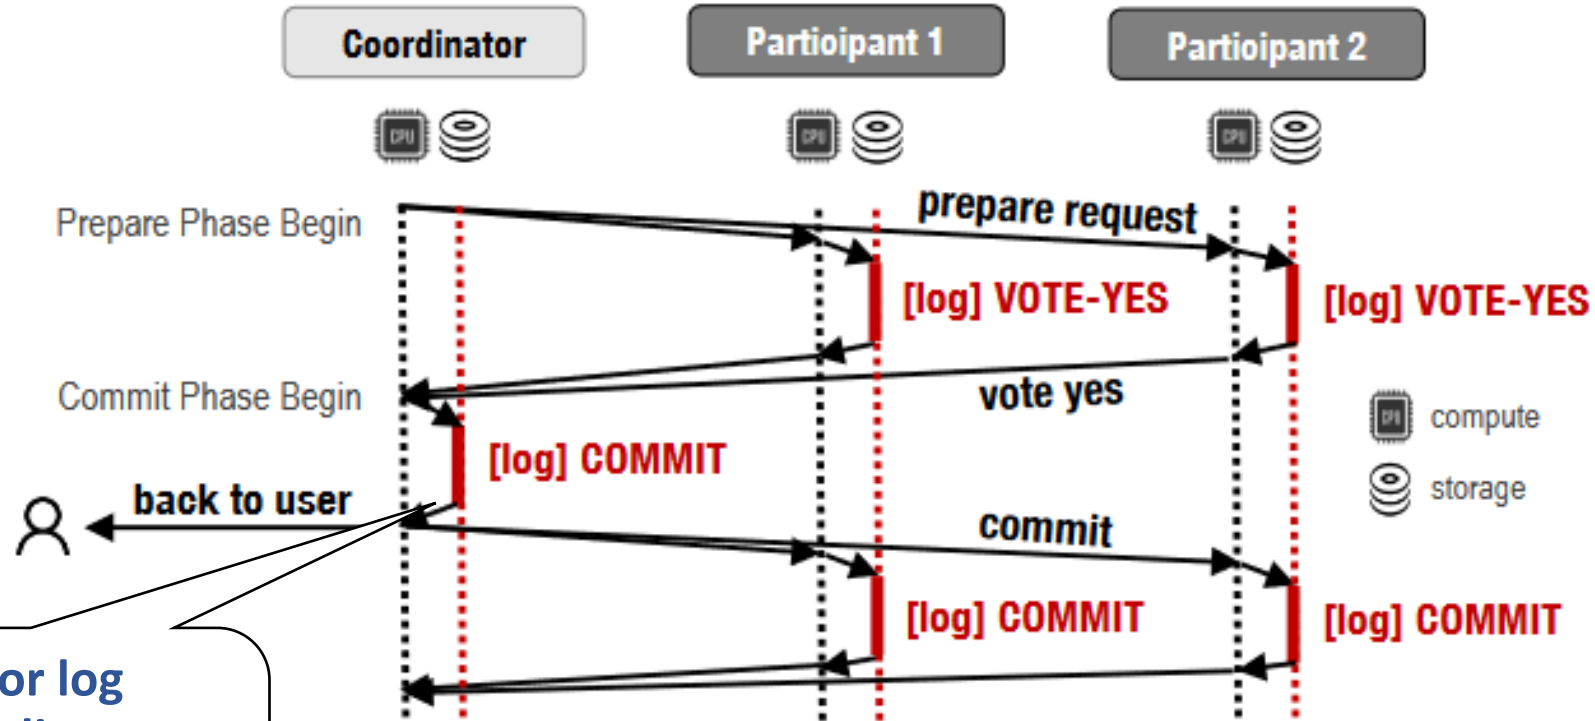 Coordinator
Partioipant 1
Partioipant 2
CPU
CPU
CPU
prepare request
Prepare Phase Begin
[log] VOTE-YES
[log] VOTE-YES
Commit Phase Begin
vote yes
CPU
compute
[log] COMMIT
storage
back to user
commit
[log] COMMIT
[log] COMMIT
or log